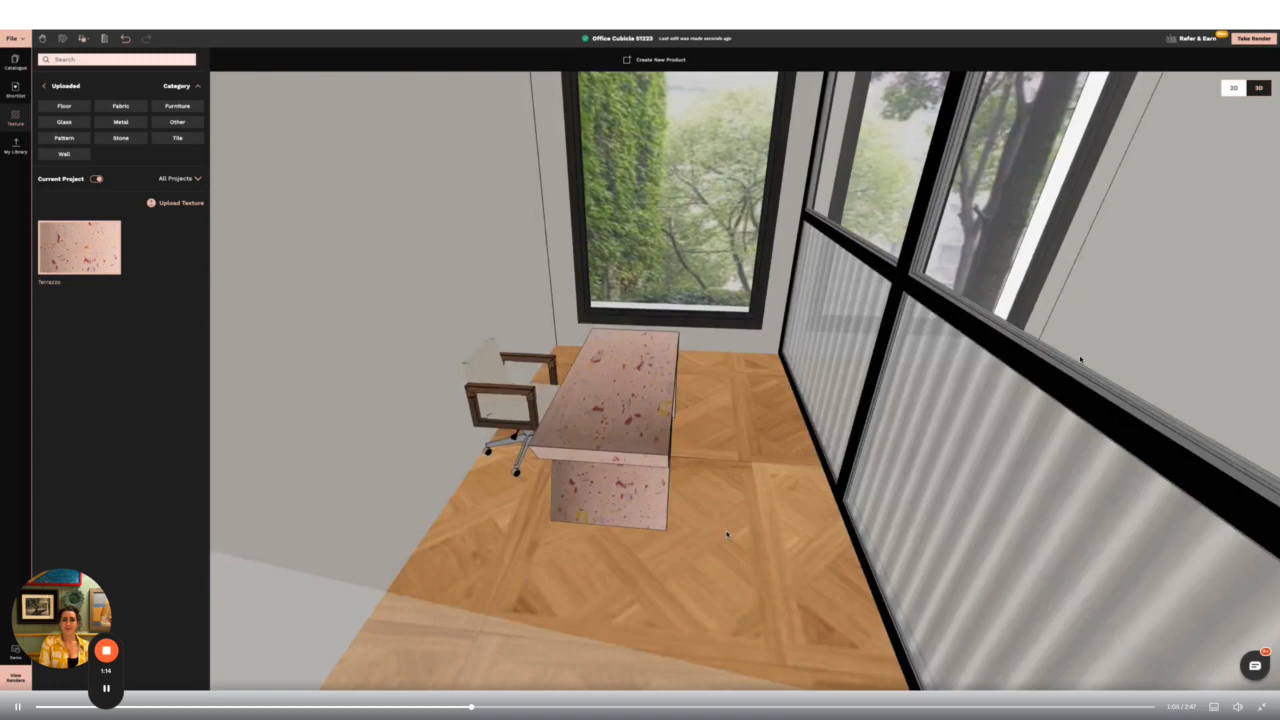 File
Office Cubicle 51223 Last edit was made seconds ago
Refer & Earn
Take Render
Catalogue
Search
Create New Product
Shortlist
Uploaded Category
2D 3D
Floor Fabric Furniture
Texture
Glass Metal Other
Pattern Stone Tile
My Library
Wall
Current Project All Projects
Upload Texture
Terrazzo
Demo
View Renders
1:14
9+
1:05 / 2:47